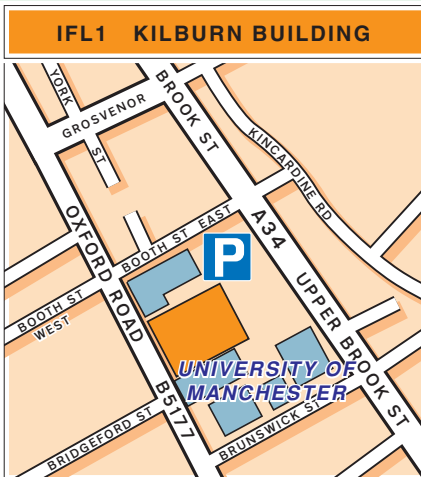 IFL1 KILBURN BUILDING
YORK
ST
GROSVENOR
BROOK ST
KINCARDINE RD
OXFORD ROAD
BOOTH ST EAST
P
A34
UPPER BROOK ST
BOOTH ST
WEST
UNIVERSITY OF
MANCHESTER
B5177
BRIDGEFORD ST
BRUNSWICK ST